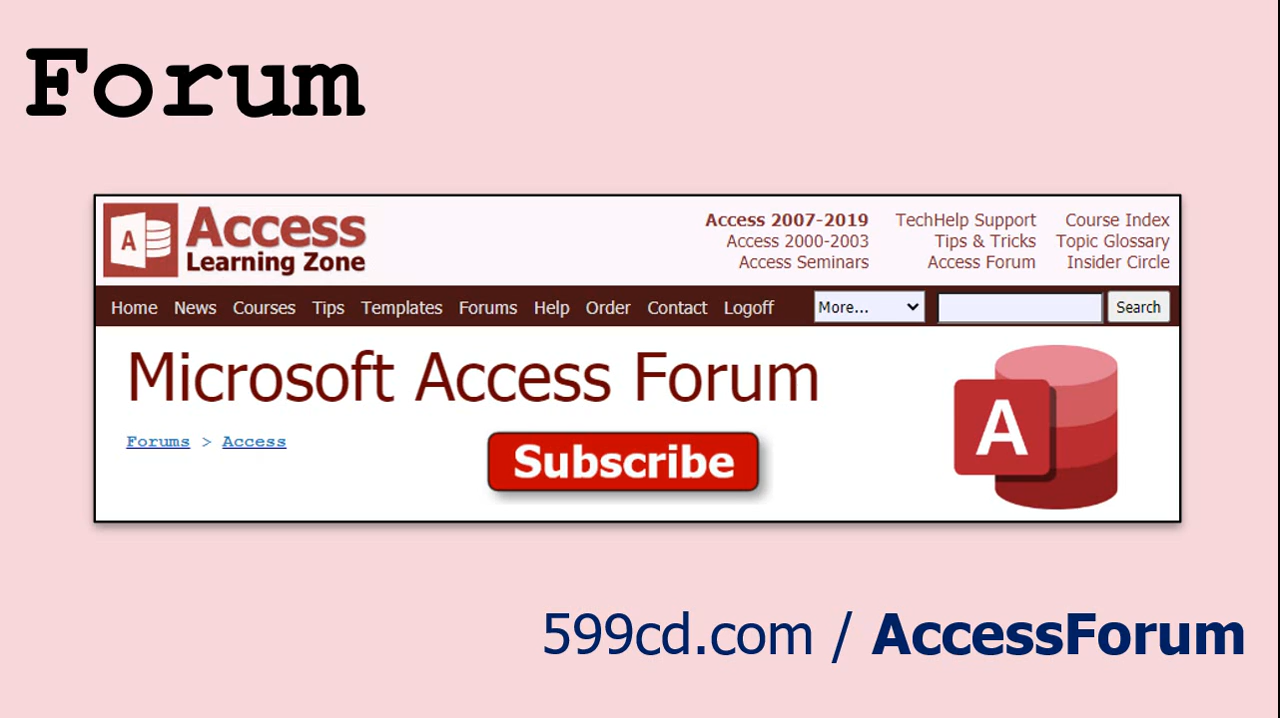 Forum
A
Access
Learning Zone
Access 2007-2019 TechHelp Support Course Index
Access 2000-2003 Tips & Tricks Topic Glossary
Access Seminars Access Forum Insider Circle
Home News Courses Tips Templates Forums Help Order Contact Logoff More... Search
Microsoft Access Forum
Forums > Access
Subscribe
A
599cd.com / AccessForum